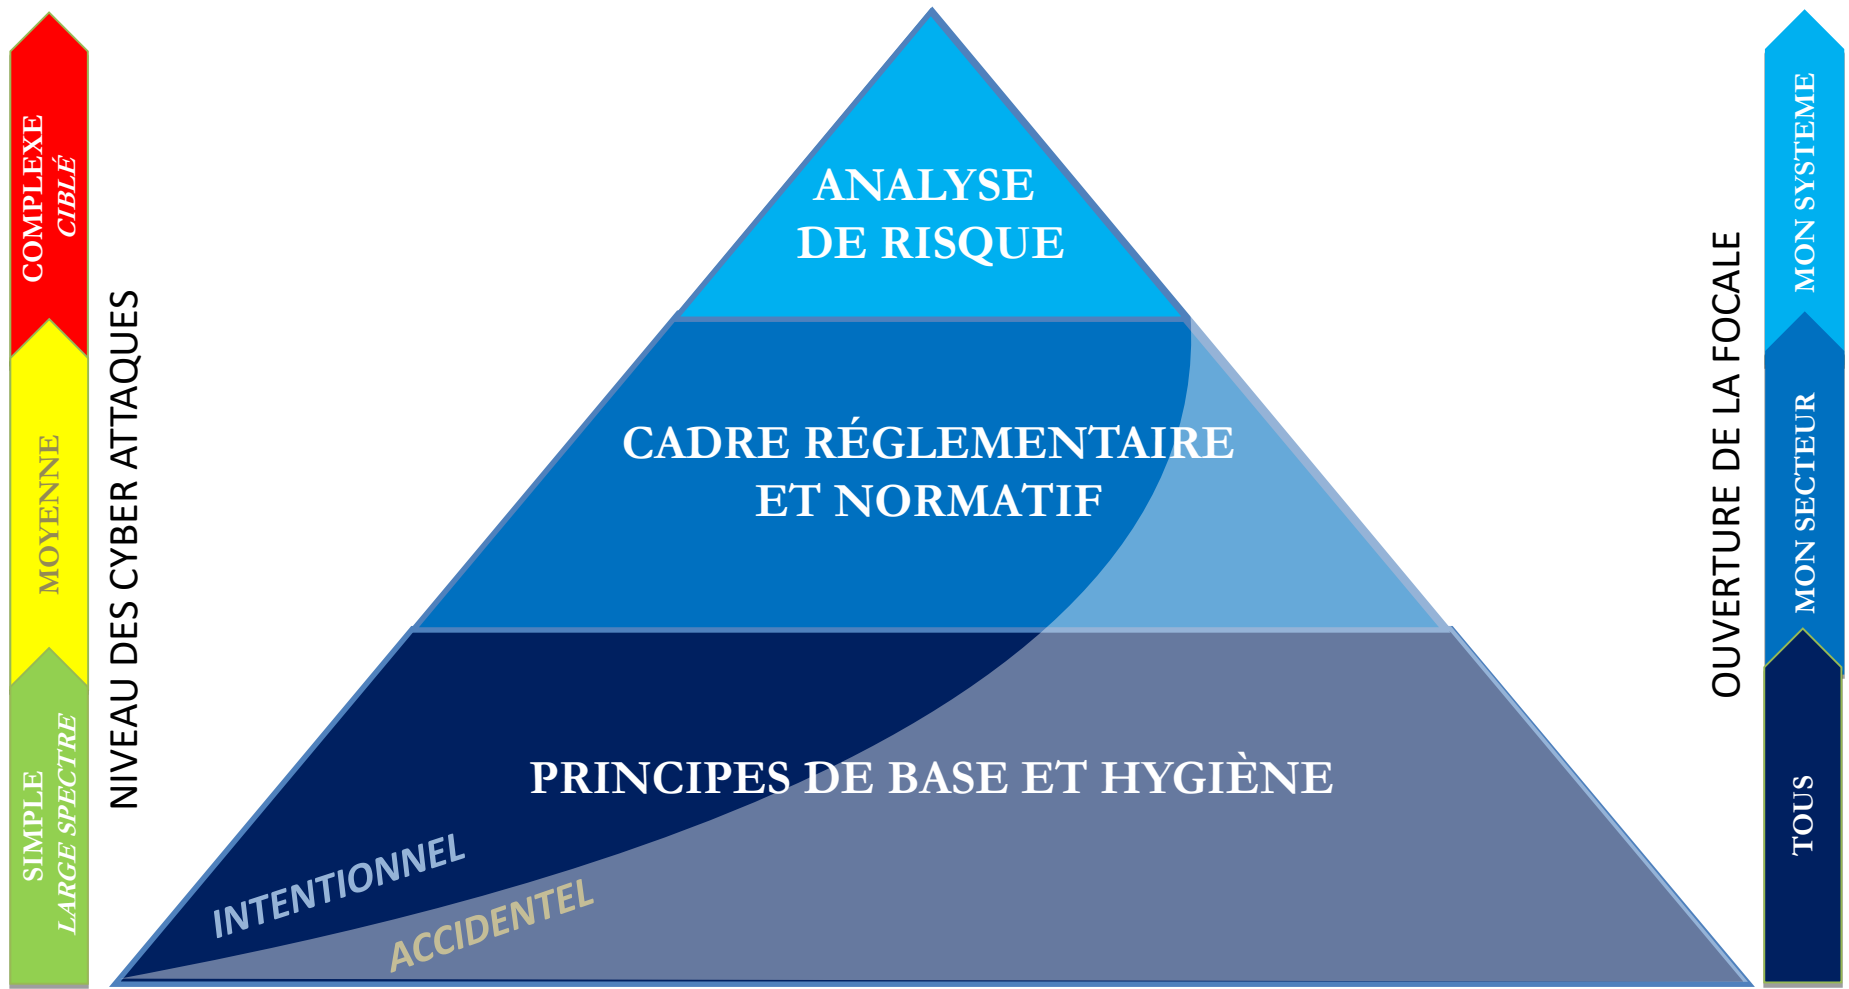 COMPLEXE
CIBLÉ
MOYENNE
SIMPLE
LARGE SPECTRE
NIVEAU DES CYBER ATTAQUES
ANALYSE
DE RISQUE
CADRE RÉGLEMENTAIRE
ET NORMATIF
PRINCIPES DE BASE ET HYGIÈNE
INTENTIONNEL
ACCIDENTEL
OUVERTURE DE LA FOCALE
MON SYSTEME
MON SECTEUR
TOUS